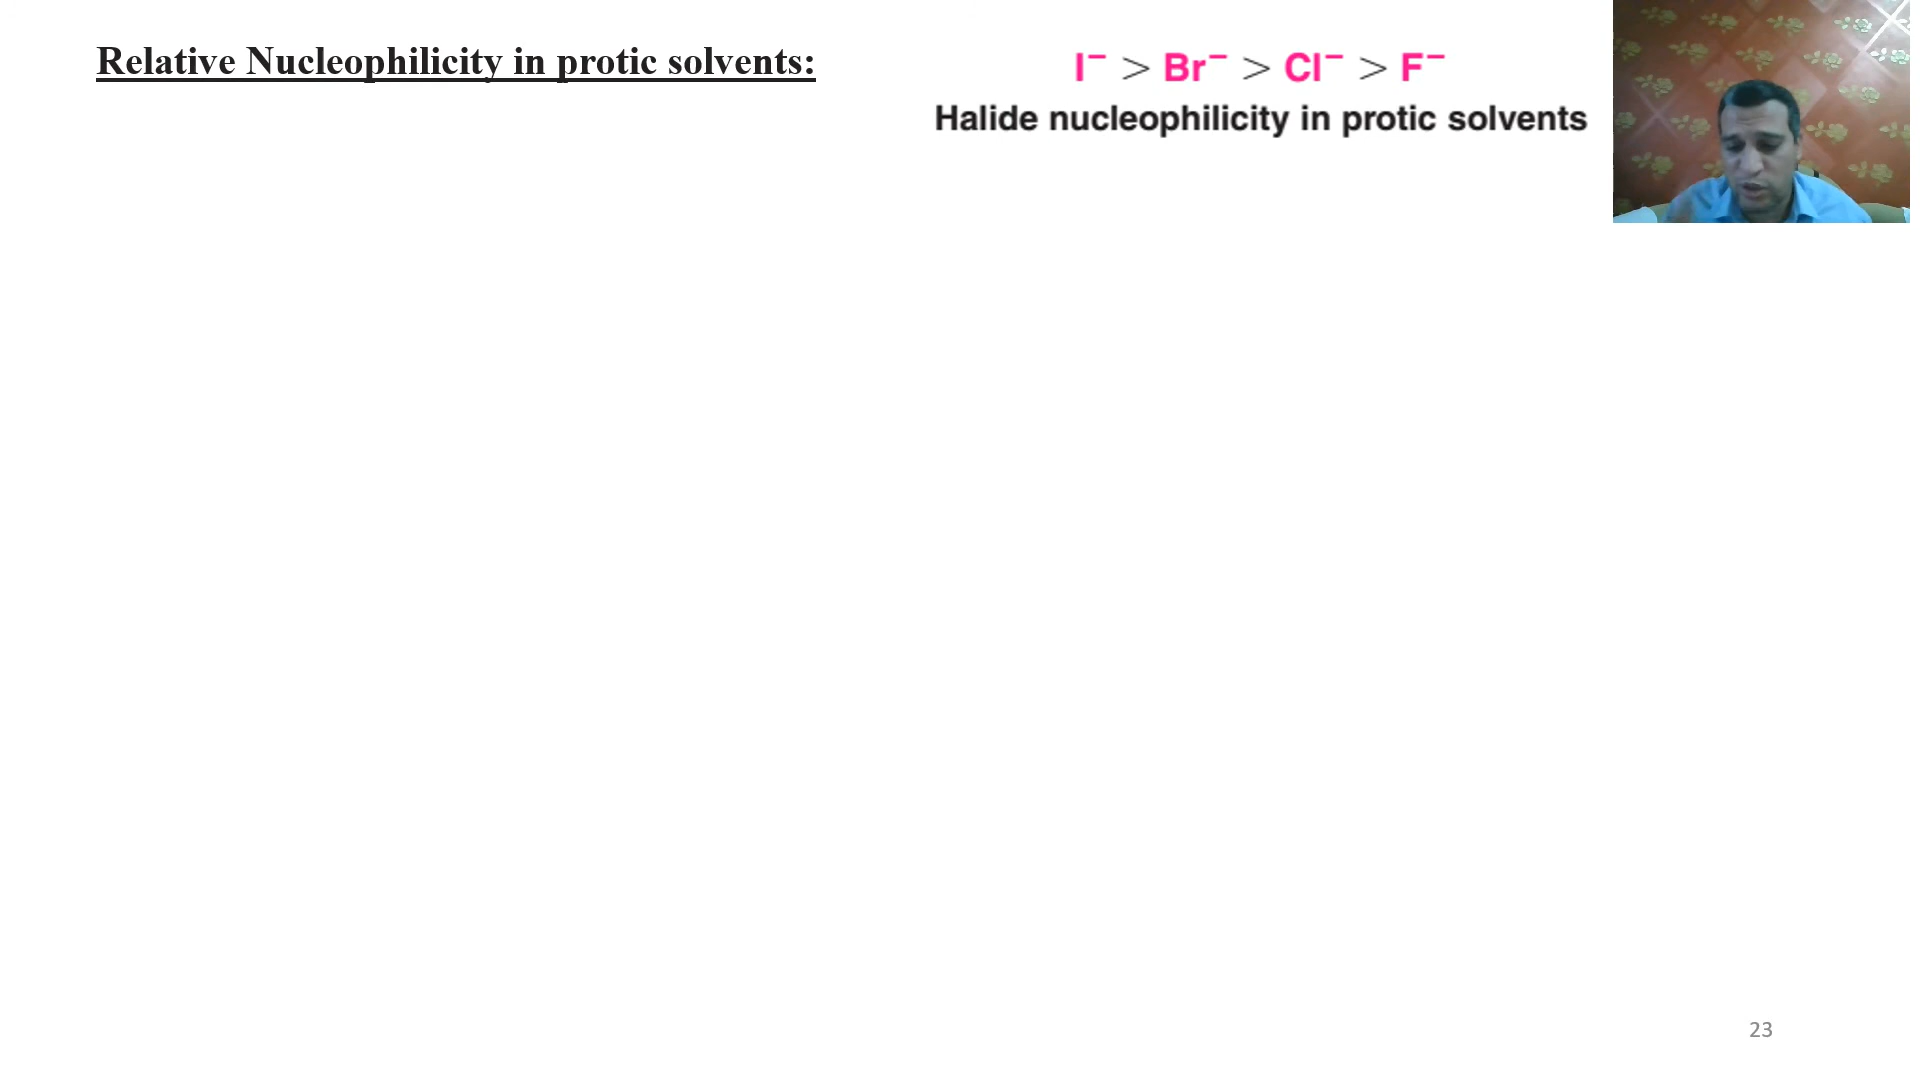 Relative Nucleophilicity in protic solvents:
I⁻ > Br⁻ > Cl⁻ > F⁻
Halide nucleophilicity in protic solvents
23